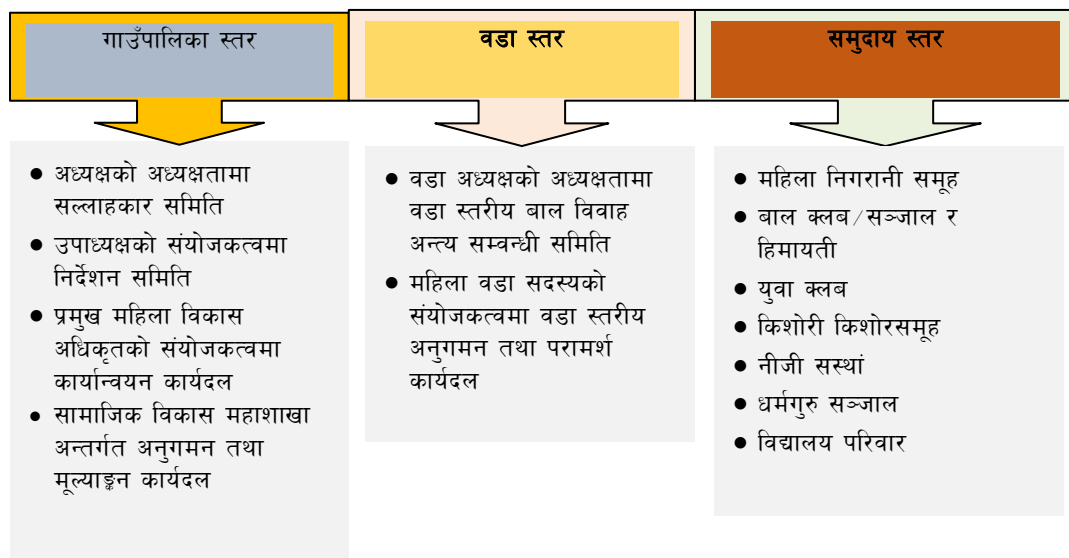 गाउँपालिका स्तर
● अध्यक्षको अध्यक्षतामा
सल्लाहकार समिति
● उपाध्यक्षको संयोजकत्वमा
निर्देशन समिति
● प्रमुख महिला विकास
अधिकृतको संयोजकत्वमा
कार्यान्वयन कार्यदल
● सामाजिक विकास महाशाखा
अन्तर्गत अनुगमन तथा
मूल्याङ्कन कार्यदल
वडा स्तर
● वडा अध्यक्षको अध्यक्षतामा
वडा स्तरीय बाल विवाह
अन्त्य सम्वन्धी समिति
● महिला वडा सदस्यको
संयोजकत्वमा वडा स्तरीय
अनुगमन तथा परामर्श
कार्यदल
समुदाय स्तर
● महिला निगरानी समूह
● बाल क्लब/सञ्जाल र
हिमायती
● युवा क्लब
● किशोरी किशोरसमूह
● नीजी सस्थां
● धर्मगुरु सञ्जाल
● विद्यालय परिवार